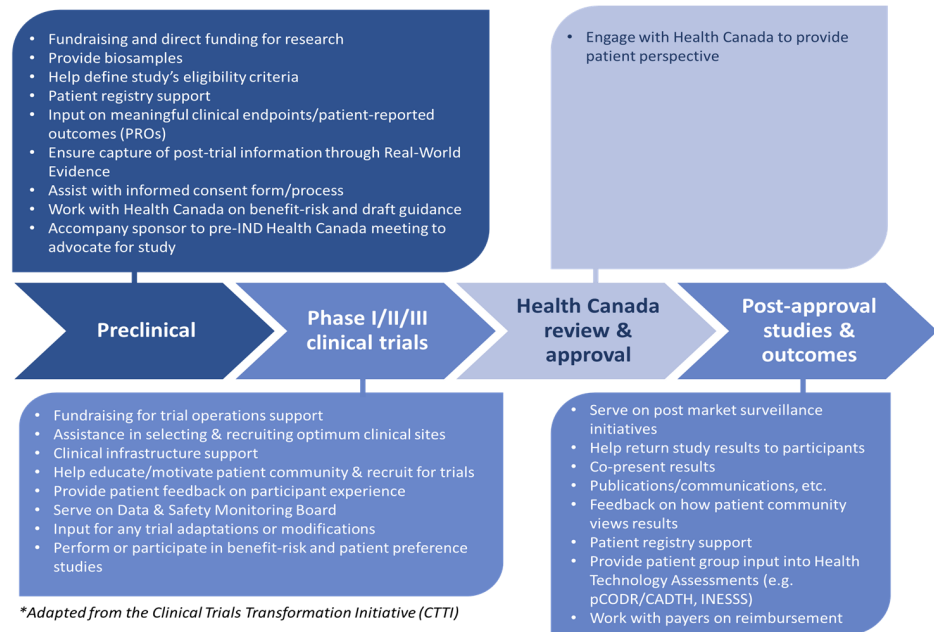 • Fundraising and direct funding for research
• Provide biosamples
• Help define study's eligibility criteria
• Patient registry support
• Input on meaningful clinical endpoints/patient-reported
outcomes (PROs)
• Ensure capture of post-trial information through Real-World
Evidence
• Assist with informed consent form/process
• Work with Health Canada on benefit-risk and draft guidance
• Accompany sponsor to pre-IND Health Canada meeting to
advocate for study
• Engage with Health Canada to provide
patient perspective
Preclinical
Phase I/II/III
clinical trials
Health Canada
review &
approval
Post-approval
studies &
outcomes
• Fundraising for trial operations support
• Assistance in selecting & recruiting optimum clinical sites
• Clinical infrastructure support
• Help educate/motivate patient community & recruit for trials
• Provide patient feedback on participant experience
• Serve on Data & Safety Monitoring Board
• Input for any trial adaptations or modifications
• Perform or participate in benefit-risk and patient preference
studies
• Serve on post market surveillance
initiatives
• Help return study results to participants
• Co-present results
• Publications/communications, etc.
• Feedback on how patient community
views results
• Patient registry support
• Provide patient group input into Health
Technology Assessments (e.g.
pCODR/CADTH, INESSS)
• Work with payers on reimbursement
*Adapted from the Clinical Trials Transformation Initiative (CTTI)